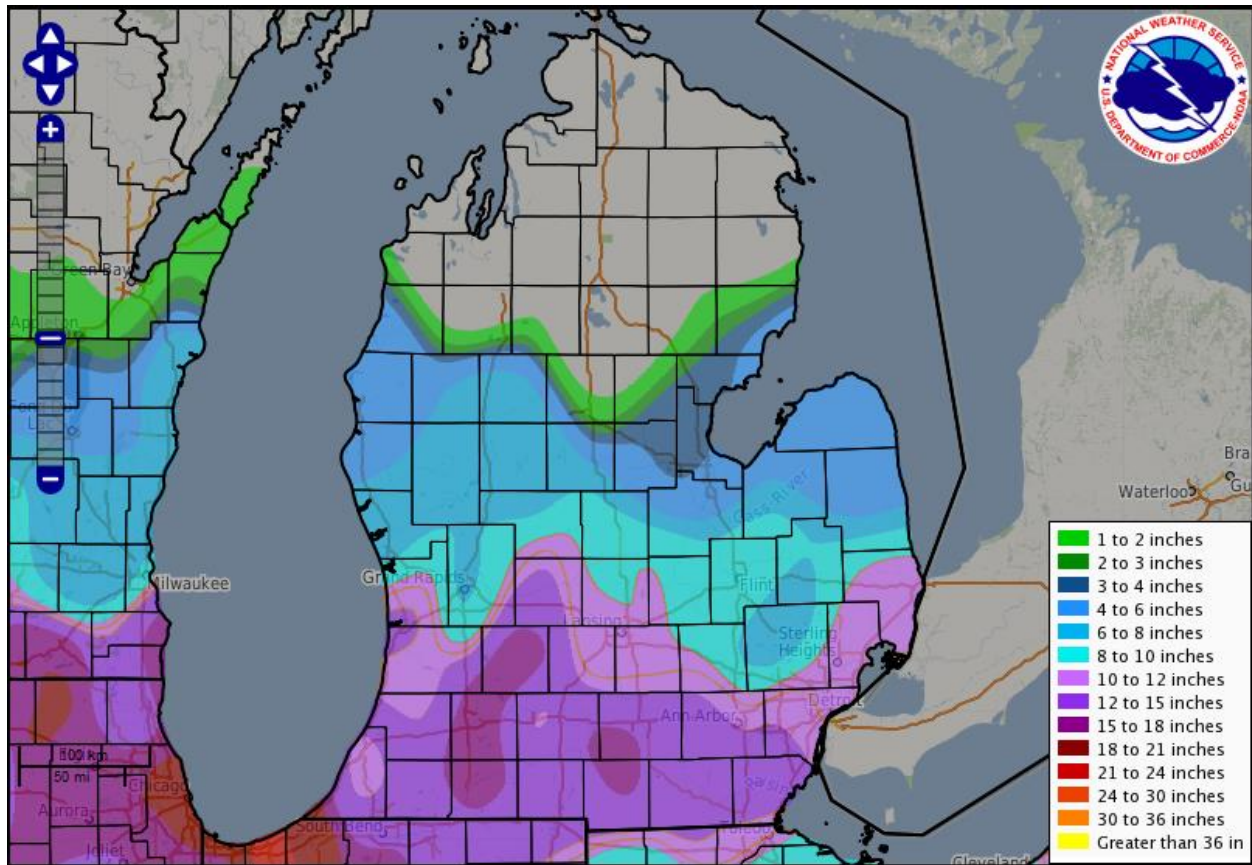 NATIONAL WEATHER SERVICE
U.S. DEPARTMENT OF COMMERCE-NOAA
Green Bay
Appleton
Lac
Milwaukee
Grand Rapids
Lansing
Flint
Cass River
Sterling
Heights
Detroit
Ann Arbor
Waterloo
Bra
Gu
100 km
50 mi
Chicago
Aurora
Joliet
South Bend
Toledo
Cleveland
1 to 2 inches
2 to 3 inches
3 to 4 inches
4 to 6 inches
6 to 8 inches
8 to 10 inches
10 to 12 inches
12 to 15 inches
15 to 18 inches
18 to 21 inches
21 to 24 inches
24 to 30 inches
30 to 36 inches
Greater than 36 in